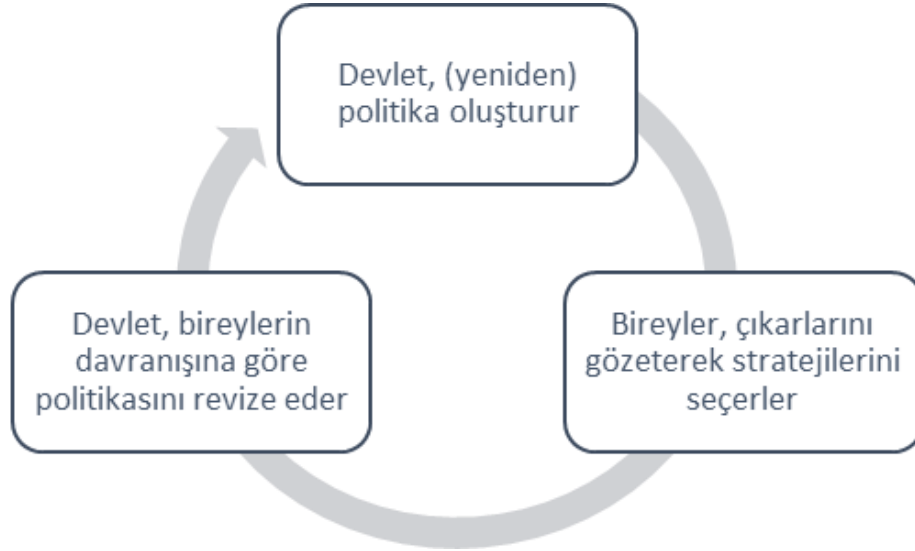 Devlet, (yeniden)
politika oluşturur
Bireyler, çıkarlarını
gözeterek stratejilerini
seçerler
Devlet, bireylerin
davranışına göre
politikasını revize eder